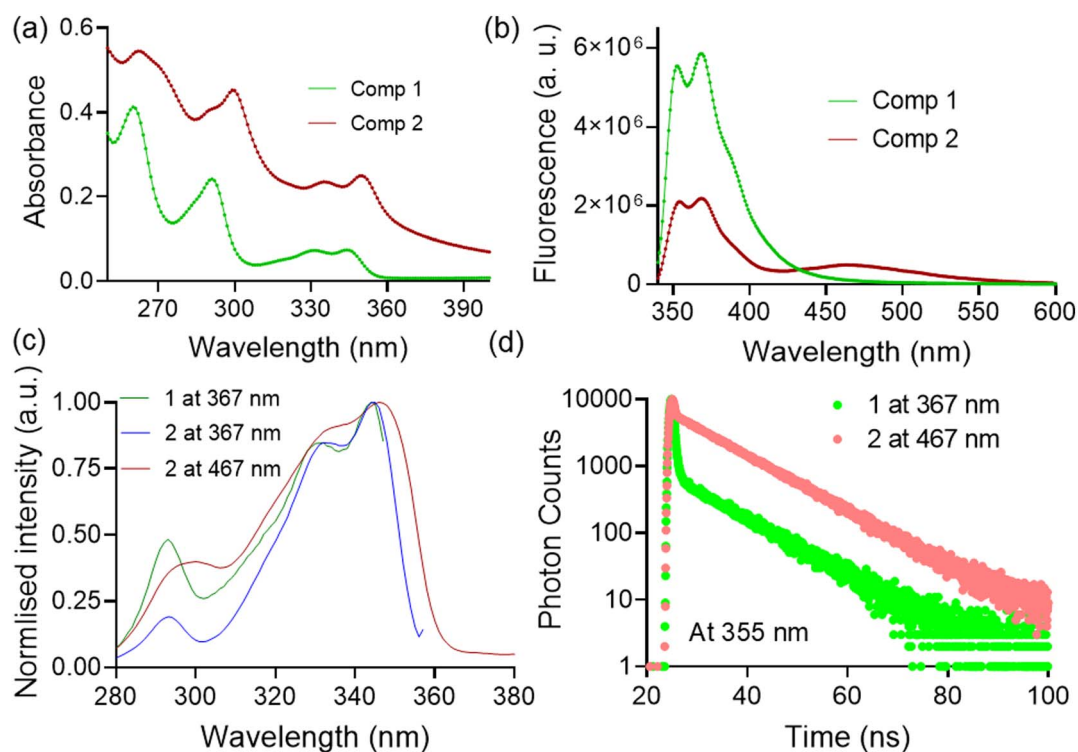 (a)
0.6
0.4
0.2
0.0
Absorbance
Comp 1
Comp 2
270 300 330 360 390
Wavelength (nm)
(b)
6×10⁶
4×10⁶
2×10⁶
0
Fluorescence (a. u.)
Comp 1
Comp 2
350 400 450 500 550 600
Wavelength (nm)
(c)
1.00
0.75
0.50
0.25
0.00
Normlised intensity (a.u.)
1 at 367 nm
2 at 367 nm
2 at 467 nm
280 300 320 340 360 380
Wavelength (nm)
(d)
10000
1000
100
10
1
Photon Counts
1 at 367 nm
2 at 467 nm
At 355 nm
20 40 60 80 100
Time (ns)